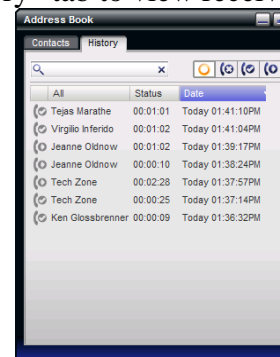 tab to view
Address Book
Contacts History
All Status Date
Tejas Marathe 00:01:01 Today 01:41:10PM
Virgilio Inferido 00:01:02 Today 01:41:04PM
Jeanne Oldnow 00:01:02 Today 01:39:17PM
Jeanne Oldnow 00:00:10 Today 01:38:24PM
Tech Zone 00:02:28 Today 01:37:57PM
Tech Zone 00:00:25 Today 01:37:14PM
Ken Glossbrenner 00:00:09 Today 01:36:32PM